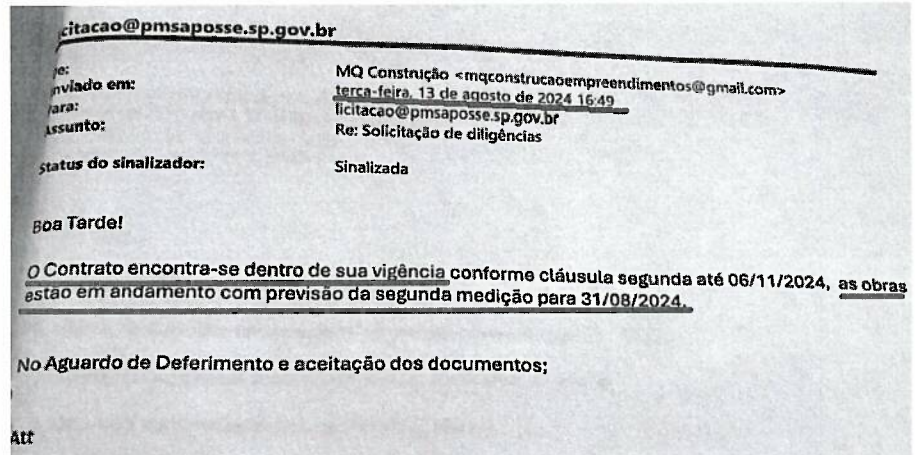 citacao@pmsaposse.sp.gov.br
e: MQ Construção <mqconstrucaoempreendimentos@gmail.com>
nviado em: terça-feira, 13 de agosto de 2024 16:49
ara: licitacao@pmsaposse.sp.gov.br
Assunto: Re: Solicitação de diligências
Status do sinalizador: Sinalizada
Boa Tarde!
O Contrato encontra-se dentro de sua vigência conforme cláusula segunda até 06/11/2024, as obras
estão em andamento com previsão da segunda medição para 31/08/2024.
No Aguardo de Deferimento e aceitação dos documentos;
Att